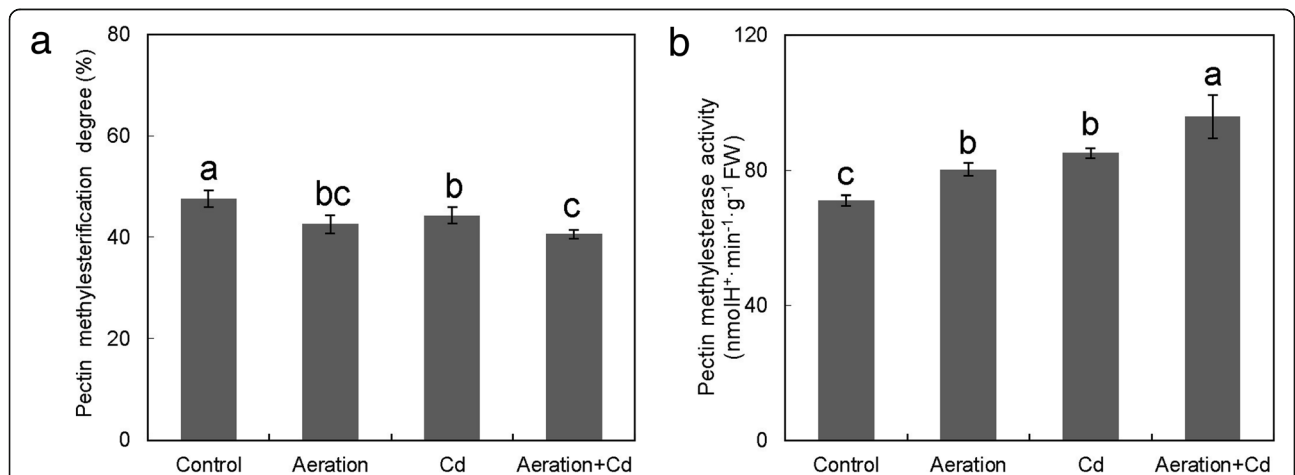 a
Pectin methylesterification degree (%)
80
60
40
20
0
a
bc
b
c
Control
Aeration
Cd
Aeration+Cd
b
Pectin methylesterase activity
(nmolH⁺·min⁻¹·g⁻¹ FW)
120
80
40
0
c
b
b
a
Control
Aeration
Cd
Aeration+Cd